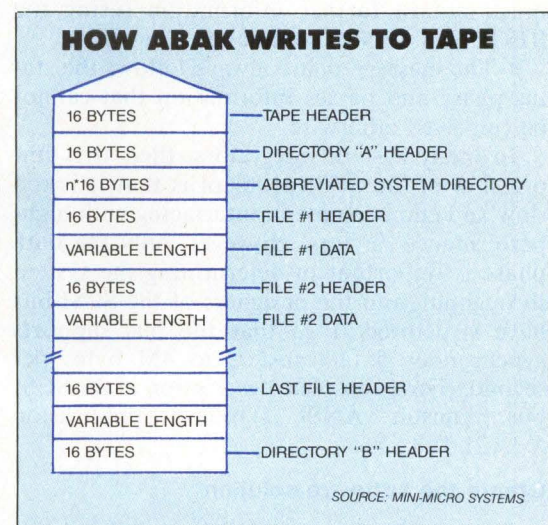 HOW ABAK WRITES TO TAPE
16 BYTES TAPE HEADER
16 BYTES DIRECTORY "A" HEADER
n*16 BYTES ABBREVIATED SYSTEM DIRECTORY
16 BYTES FILE #1 HEADER
VARIABLE LENGTH FILE #1 DATA
16 BYTES FILE #2 HEADER
VARIABLE LENGTH FILE #2 DATA
16 BYTES LAST FILE HEADER
VARIABLE LENGTH
16 BYTES DIRECTORY "B" HEADER
SOURCE: MINI-MICRO SYSTEMS